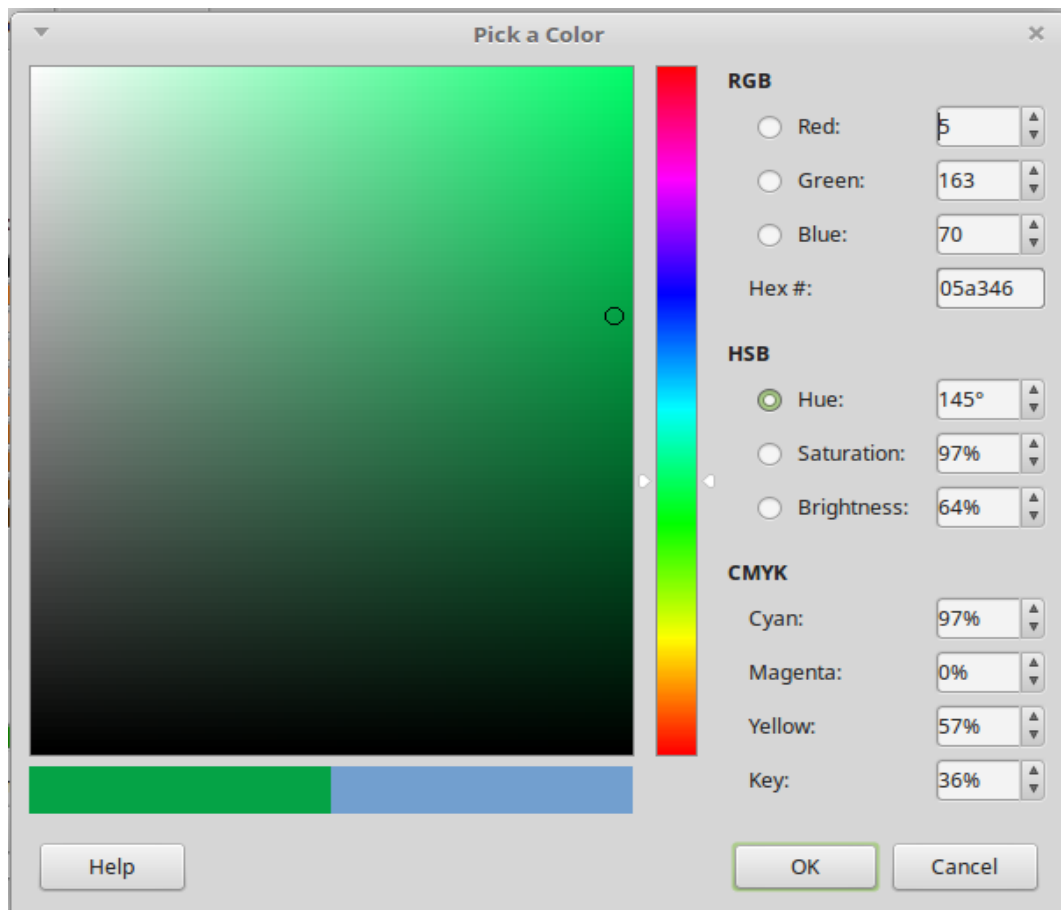 Pick a Color
RGB
Red: 5
Green: 163
Blue: 70
Hex #: 05a346
HSB
Hue: 145°
Saturation: 97%
Brightness: 64%
CMYK
Cyan: 97%
Magenta: 0%
Yellow: 57%
Key: 36%
Help
OK
Cancel